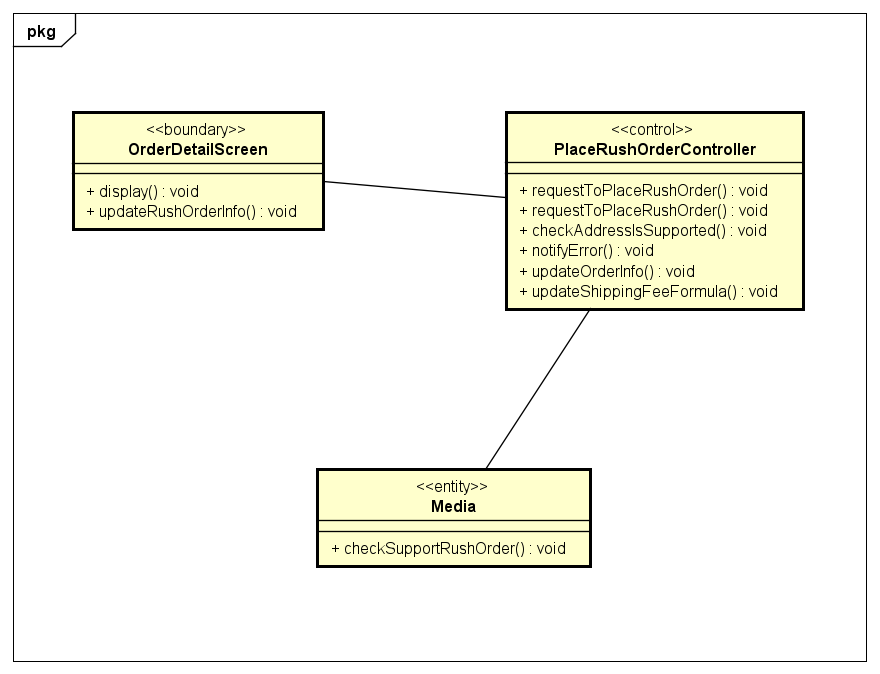 pkg
<<boundary>>
OrderDetailScreen
+ display() : void
+ updateRushOrderInfo() : void
<<control>>
PlaceRushOrderController
+ requestToPlaceRushOrder() : void
+ requestToPlaceRushOrder() : void
+ checkAddressIsSupported() : void
+ notifyError() : void
+ updateOrderInfo() : void
+ updateShippingFeeFormula() : void
<<entity>>
Media
+ checkSupportRushOrder() : void